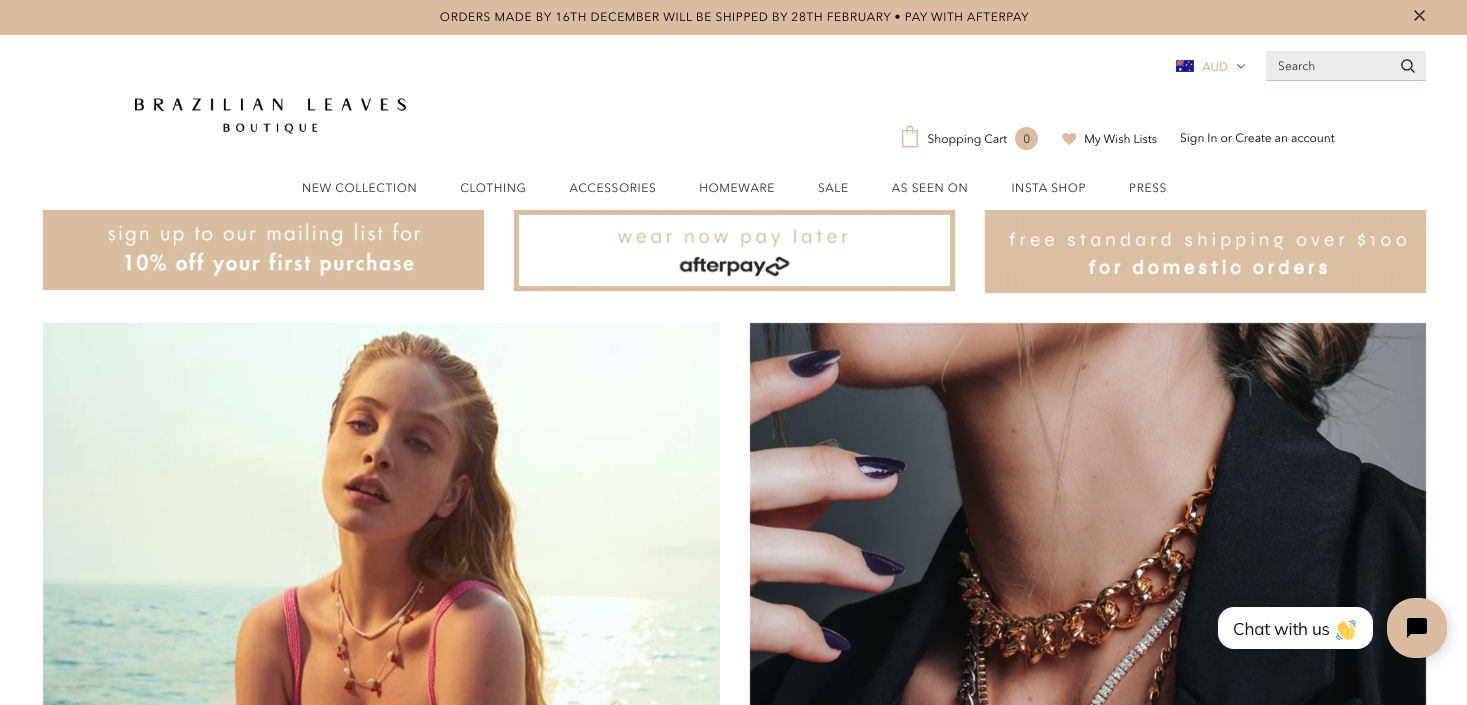 ORDERS MADE BY 16TH DECEMBER WILL BE SHIPPED BY 28TH FEBRUARY • PAY WITH AFTERPAY
AUD
Search
BRAZILIAN LEAVES
BOUTIQUE
Shopping Cart 0
My Wish Lists
Sign In or Create an account
NEW COLLECTION CLOTHING ACCESSORIES HOMEWARE SALE AS SEEN ON INSTA SHOP PRESS
sign up to our mailing list for
10% off your first purchase
wear now pay later
afterpay
free standard shipping over $100
for domestic orders
Chat with us 👋